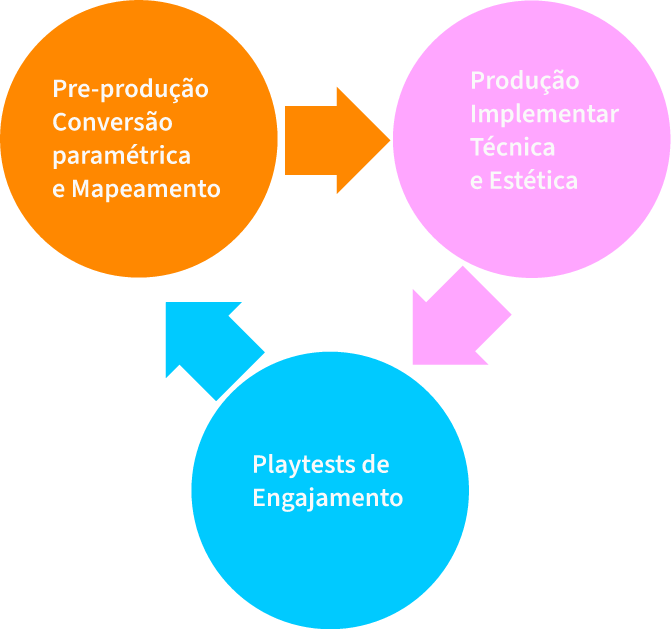 Pre-produção
Conversão
paramétrica
e Mapeamento
Produção
Implementar
Técnica
e Estética
Playtests de
Engajamento